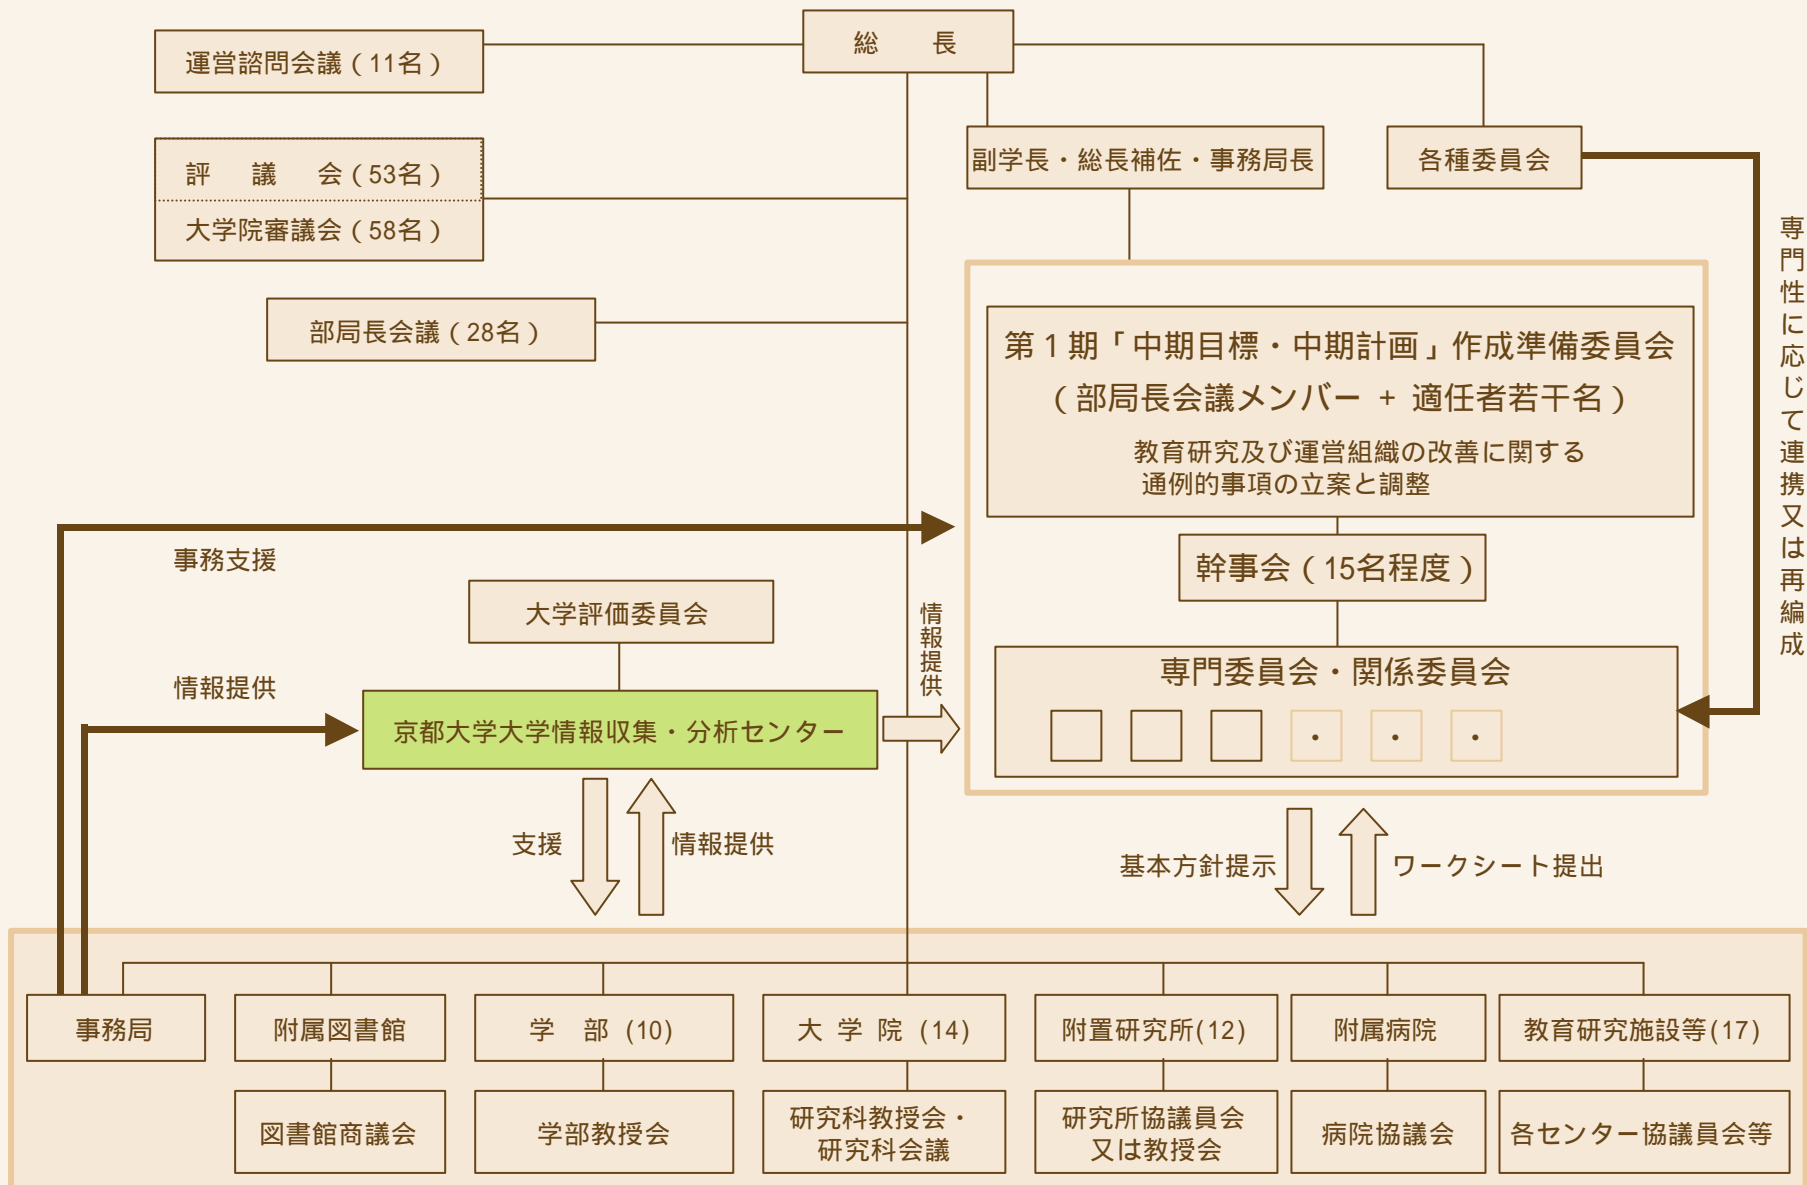 総　長
運営諮問会議（11名）
評　議　会（53名）
大学院審議会（58名）
部局長会議（28名）
副学長・総長補佐・事務局長
各種委員会
専門性に応じて連携又は再編成
第１期「中期目標・中期計画」作成準備委員会
（部局長会議メンバー + 適任者若干名）
教育研究及び運営組織の改善に関する
通例的事項の立案と調整
幹事会（15名程度）
専門委員会・関係委員会
・ ・ ・
事務支援
大学評価委員会
情報提供
情報提供
京都大学大学情報収集・分析センター
支援
情報提供
基本方針提示
ワークシート提出
事務局
附属図書館
学　部 (10)
大 学 院 (14)
附置研究所(12)
附属病院
教育研究施設等(17)
図書館商議会
学部教授会
研究科教授会・
研究科会議
研究所協議員会
又は教授会
病院協議会
各センター協議員会等